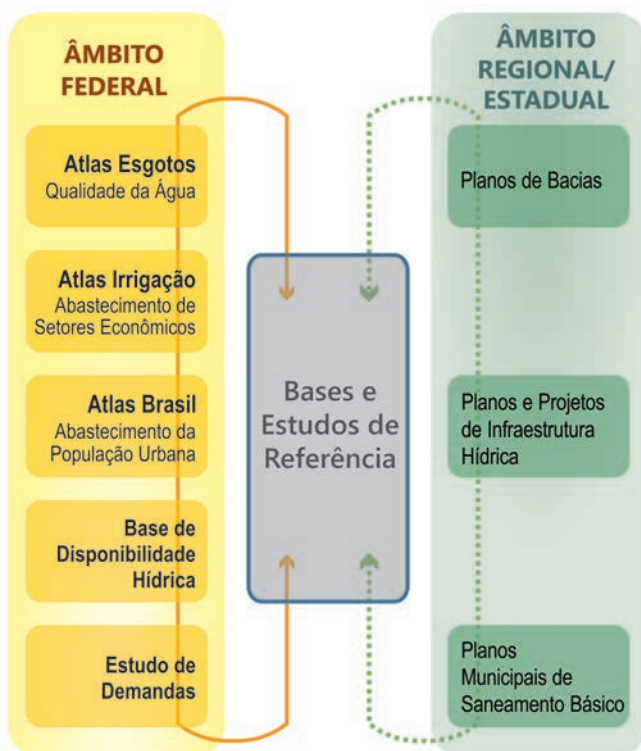 ÂMBITO
FEDERAL
Atlas Esgotos
Qualidade da Água
Atlas Irrigação
Abastecimento de
Setores Econômicos
Atlas Brasil
Abastecimento da
População Urbana
Base de
Disponibilidade
Hídrica
Estudo de
Demandas
Bases e
Estudos de
Referência
ÂMBITO
REGIONAL/
ESTADUAL
Planos de Bacias
Planos e Projetos
de Infraestrutura
Hídrica
Planos
Municipais de
Saneamento Básico